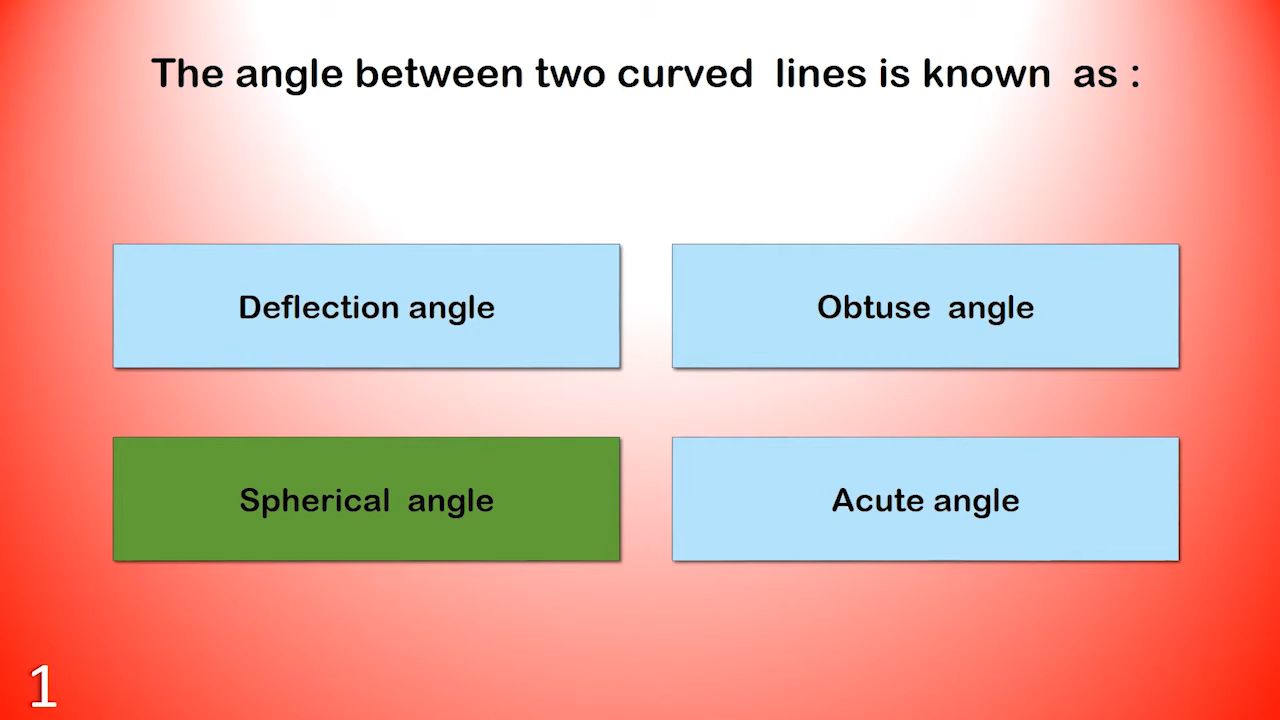 The angle between two curved lines is known as :
Deflection angle
Obtuse angle
Spherical angle
Acute angle
1